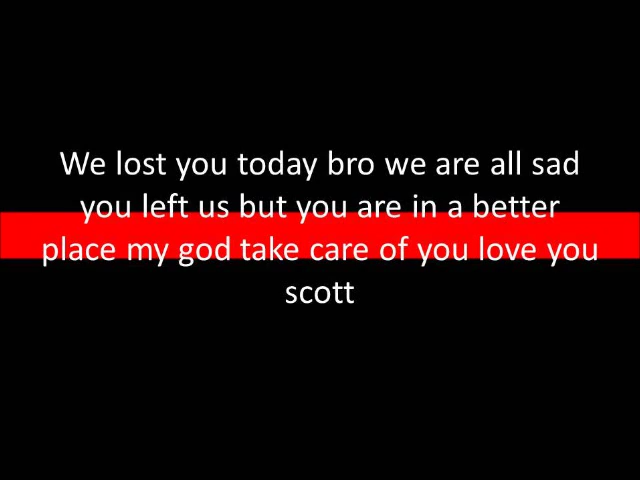 We lost you today bro we are all sad
you left us but you are in a better
place my god take care of you love you
scott